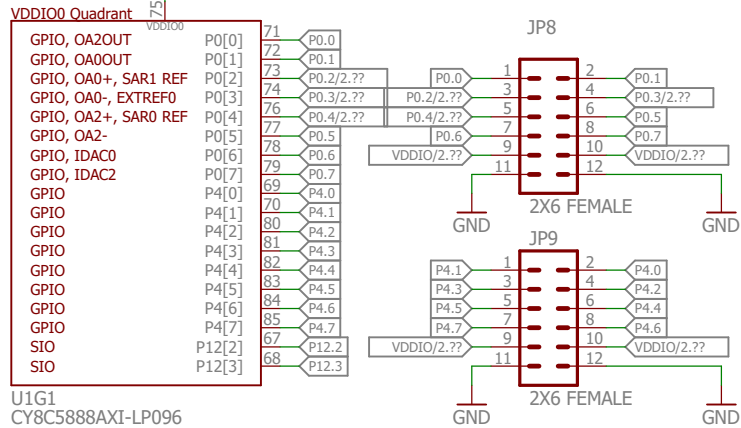 VDDIO0 Quadrant
75
VDDIO0
GPIO, OA2OUT P0[0] 71 P0.0
GPIO, OA0OUT P0[1] 72 P0.1
GPIO, OA0+, SAR1 REF P0[2] 73 P0.2/2.??
GPIO, OA0-, EXTREF0 P0[3] 74 P0.3/2.??
GPIO, OA2+, SAR0 REF P0[4] 76 P0.4/2.??
GPIO, OA2- P0[5] 77 P0.5
GPIO, IDAC0 P0[6] 78 P0.6
GPIO, IDAC2 P0[7] 79 P0.7
GPIO P4[0] 69 P4.0
GPIO P4[1] 70 P4.1
GPIO P4[2] 80 P4.2
GPIO P4[3] 81 P4.3
GPIO P4[4] 82 P4.4
GPIO P4[5] 83 P4.5
GPIO P4[6] 84 P4.6
GPIO P4[7] 85 P4.7
SIO P12[2] 67 P12.2
SIO P12[3] 68 P12.3
U1G1
CY8C5888AXI-LP096
JP8
P0.0 1 2 P0.1
P0.2/2.?? 3 4 P0.3/2.??
P0.4/2.?? 5 6 P0.5
P0.6 7 8 P0.7
VDDIO/2.?? 9 10 VDDIO/2.??
11 12
2X6 FEMALE
GND GND
JP9
P4.1 1 2 P4.0
P4.3 3 4 P4.2
P4.5 5 6 P4.4
P4.7 7 8 P4.6
VDDIO/2.?? 9 10 VDDIO/2.??
11 12
2X6 FEMALE
GND GND